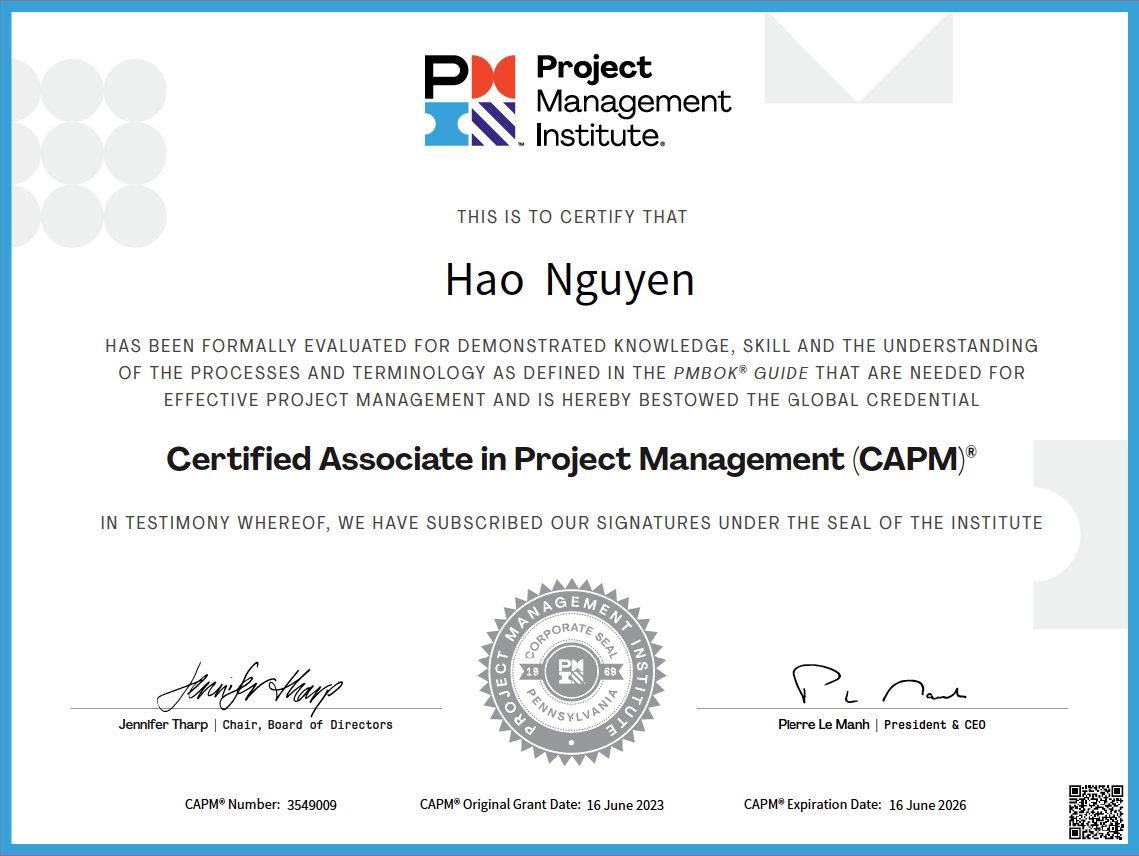 PM
Project
Management
Institute®
THIS IS TO CERTIFY THAT
Hao Nguyen
HAS BEEN FORMALLY EVALUATED FOR DEMONSTRATED KNOWLEDGE, SKILL AND THE UNDERSTANDING
OF THE PROCESSES AND TERMINOLOGY AS DEFINED IN THE PMBOK® GUIDE THAT ARE NEEDED FOR
EFFECTIVE PROJECT MANAGEMENT AND IS HEREBY BESTOWED THE GLOBAL CREDENTIAL
Certified Associate in Project Management (CAPM)®
IN TESTIMONY WHEREOF, WE HAVE SUBSCRIBED OUR SIGNATURES UNDER THE SEAL OF THE INSTITUTE
PROJECT MANAGEMENT INSTITUTE
CORPORATE SEAL
19 PM 69
PENNSYLVANIA
Jennifer Tharp
Jennifer Tharp | Chair, Board of Directors
P L Manh
Pierre Le Manh | President & CEO
CAPM® Number: 3549009
CAPM® Original Grant Date: 16 June 2023
CAPM® Expiration Date: 16 June 2026